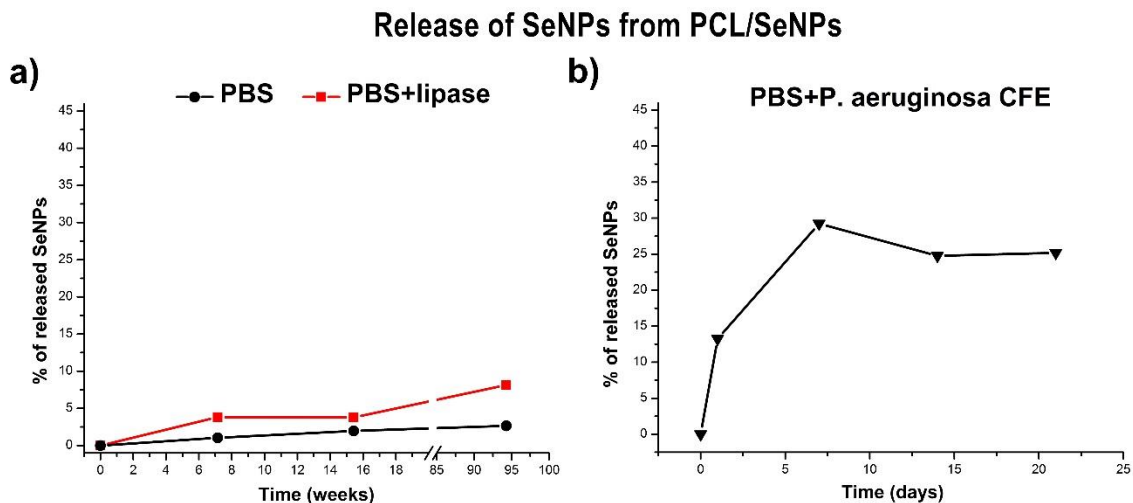 Release of SeNPs from PCL/SeNPs
a)
PBS PBS+lipase
% of released SeNPs
45
40
35
30
25
20
15
10
5
0
0 2 4 6 8 10 12 14 16 18 85 90 95 100
Time (weeks)
b)
PBS+P. aeruginosa CFE
% of released SeNPs
45
40
35
30
25
20
15
10
5
0
0 5 10 15 20 25
Time (days)